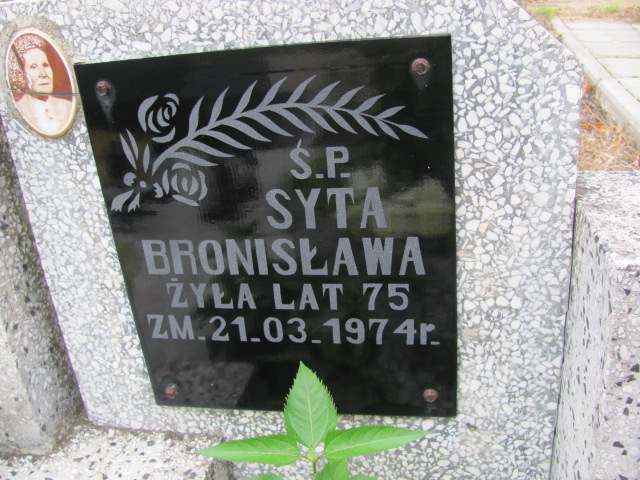 Ś.P.
SYTA
BRONISŁAWA
ŻYŁA LAT 75
ZM. 21.03.1974r.